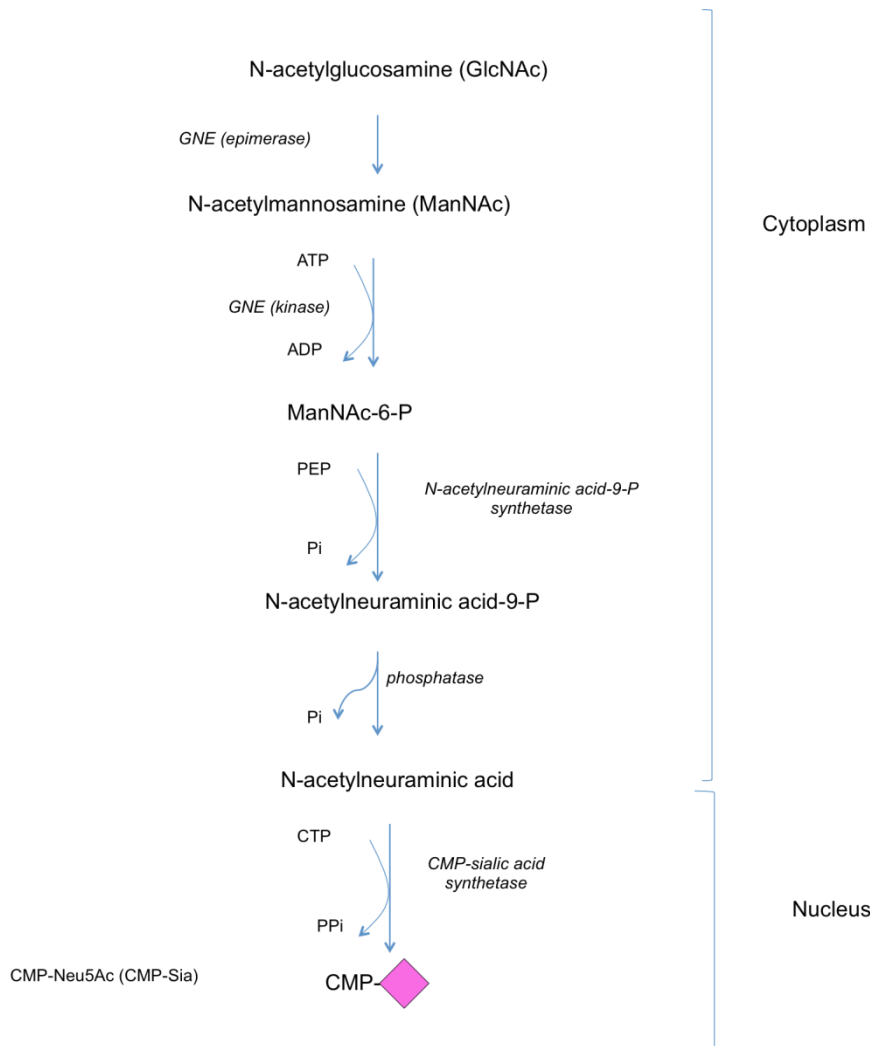 N-acetylglucosamine (GlcNAc)
GNE (epimerase)
N-acetylmannosamine (ManNAc)
Cytoplasm
ATP
GNE (kinase)
ADP
ManNAc-6-P
PEP
N-acetylneuraminic acid-9-P
synthetase
Pi
N-acetylneuraminic acid-9-P
phosphatase
Pi
N-acetylneuraminic acid
CTP
CMP-sialic acid
synthetase
Nucleus
PPi
CMP-Neu5Ac (CMP-Sia)
CMP-